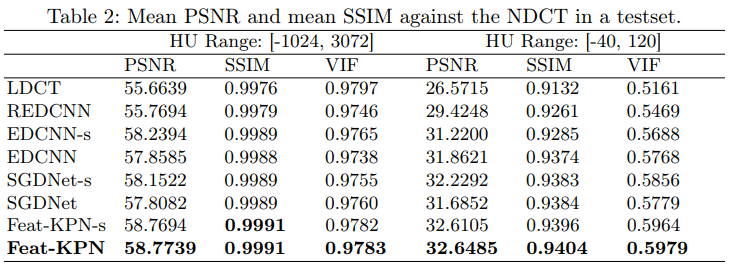 Table 2: Mean PSNR and mean SSIM against the NDCT in a testset.
HU Range: [-1024, 3072] HU Range: [-40, 120]
PSNR SSIM VIF PSNR SSIM VIF
LDCT 55.6639 0.9976 0.9797 26.5715 0.9132 0.5161
REDCNN 55.7694 0.9979 0.9746 29.4248 0.9261 0.5469
EDCNN-s 58.2394 0.9989 0.9765 31.2200 0.9285 0.5688
EDCNN 57.8585 0.9988 0.9738 31.8621 0.9374 0.5768
SGDNet-s 58.1522 0.9989 0.9755 32.2292 0.9383 0.5856
SGDNet 57.8082 0.9989 0.9760 31.6852 0.9384 0.5779
Feat-KPN-s 58.7694 0.9991 0.9782 32.6105 0.9396 0.5964
Feat-KPN 58.7739 0.9991 0.9783 32.6485 0.9404 0.5979